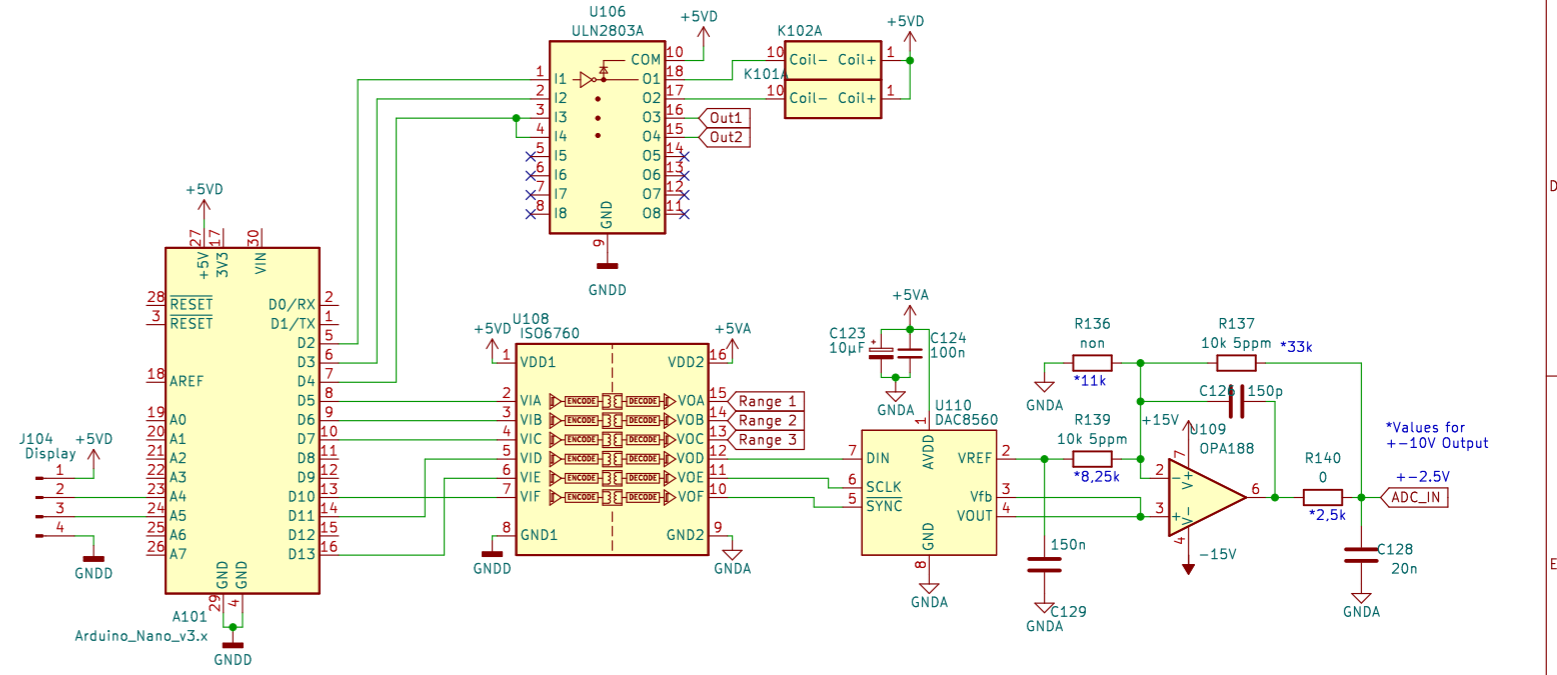 U106
ULN2803A
+5VD
10
COM
1
I1
O1
18
2
I2
O2
17
3
I3
O3
16
4
I4
O4
15
5
I5
O5
14
6
I6
O6
13
7
I7
O7
12
8
I8
O8
11
GND
9
GNDD
Out1
Out2
K102A
+5VD
10
Coil- Coil+
1
K101A
10
Coil- Coil+
1
D
+5VD
27
17
30
+5V
3V3
VIN
28
RESET
3
RESET
18
AREF
19
A0
20
A1
21
A2
22
A3
23
A4
24
A5
25
A6
26
A7
D0/RX
2
D1/TX
1
D2
5
D3
6
D4
7
D5
8
D6
9
D7
10
D8
11
D9
12
D10
13
D11
14
D12
15
D13
16
GND
GND
29
4
A101
Arduino_Nano_v3.x
GNDD
J104
Display
+5VD
1
2
3
4
GNDD
U108
ISO6760
+5VD
+5VA
1
VDD1
VDD2
16
2
VIA
ENCODE
DECODE
VOA
15
Range 1
3
VIB
ENCODE
DECODE
VOB
14
Range 2
4
VIC
ENCODE
DECODE
VOC
13
Range 3
5
VID
ENCODE
DECODE
VOD
12
6
VIE
ENCODE
DECODE
VOE
11
7
VIF
ENCODE
DECODE
VOF
10
8
GND1
GND2
9
GNDD
GNDA
+5VA
C123
10µF
+
C124
100n
GNDA
U110
DAC8560
1
AVDD
7
DIN
6
SCLK
5
SYNC
VREF
2
Vfb
3
VOUT
4
GND
8
GNDA
150n
C129
GNDA
R136
non
*11k
GNDA
R139
10k 5ppm
*8,25k
R137
10k 5ppm
*33k
C126
150p
+15V
U109
OPA188
7
2
-
V+
3
+
V-
6
4
-15V
R140
0
*2,5k
*Values for
+-10V Output
+-2.5V
ADC_IN
C128
20n
GNDA
E